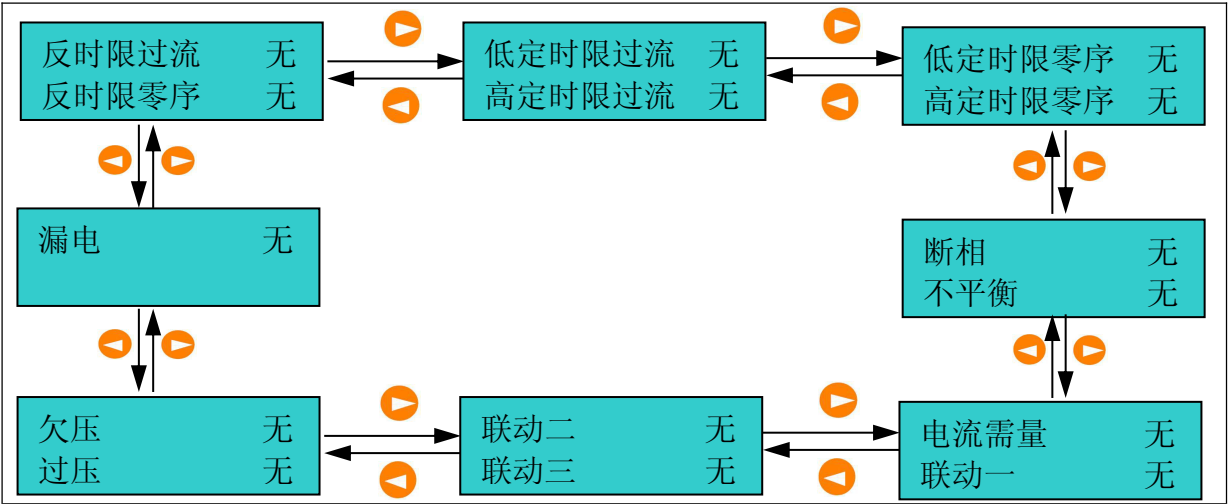 反时限过流 无
反时限零序 无
低定时限过流 无
高定时限过流 无
低定时限零序 无
高定时限零序 无
漏电 无
断相 无
不平衡 无
欠压 无
过压 无
联动二 无
联动三 无
电流需量 无
联动一 无